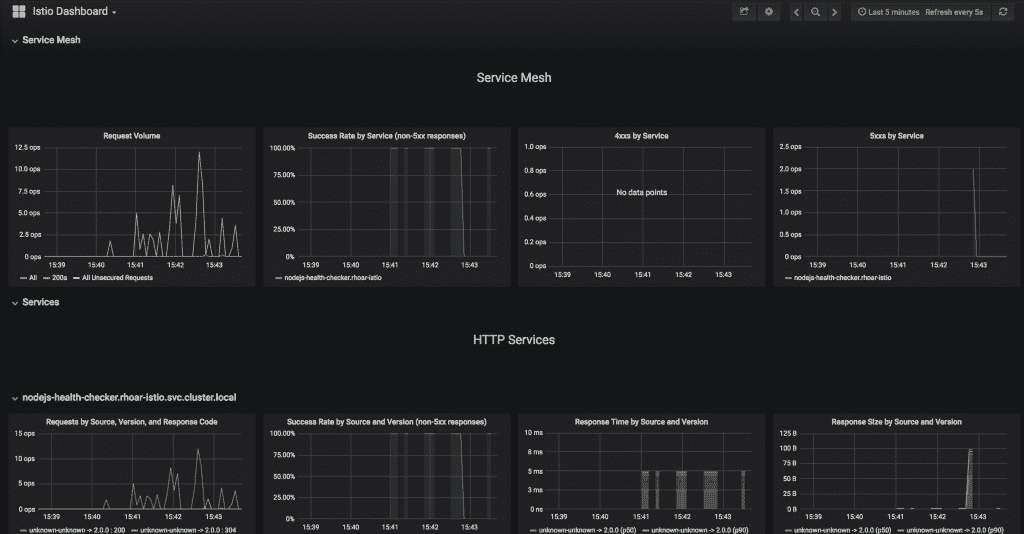 Istio Dashboard
Last 5 minutes Refresh every 5s
Service Mesh
Service Mesh
Request Volume
12.5 ops
10.0 ops
7.5 ops
5.0 ops
2.5 ops
0 ops
15:39 15:40 15:41 15:42 15:43
All 200s All Unsecured Requests
Success Rate by Service (non-5xx responses)
100.00%
75.00%
50.00%
25.00%
0%
15:39 15:40 15:41 15:42 15:43
nodejs-health-checker.rhoar-istio
4xxs by Service
1.0 ops
0.8 ops
0.6 ops
0.4 ops
0.2 ops
0 ops
No data points
15:39 15:40 15:41 15:42 15:43
5xxs by Service
2.5 ops
2.0 ops
1.5 ops
1.0 ops
0.5 ops
0 ops
15:39 15:40 15:41 15:42 15:43
nodejs-health-checker.rhoar-istio
Services
HTTP Services
nodejs-health-checker.rhoar-istio.svc.cluster.local
Requests by Source, Version, and Response Code
15 ops
10 ops
5 ops
0 ops
15:39 15:40 15:41 15:42 15:43
unknown-unknown -> 2.0.0 : 200 unknown-unknown -> 2.0.0 : 304
Success Rate by Source and Version (non-5xx responses)
100.00%
75.00%
50.00%
25.00%
0%
15:39 15:40 15:41 15:42 15:43
Response Time by Source and Version
10 ms
8 ms
5 ms
3 ms
0 ns
15:39 15:40 15:41 15:42 15:43
unknown-unknown -> 2.0.0 (p50) unknown-unknown -> 2.0.0 (p90)
Response Size by Source and Version
125 B
100 B
75 B
50 B
25 B
0 B
15:39 15:40 15:41 15:42 15:43
unknown-unknown -> 2.0.0 (p50) unknown-unknown -> 2.0.0 (p90)